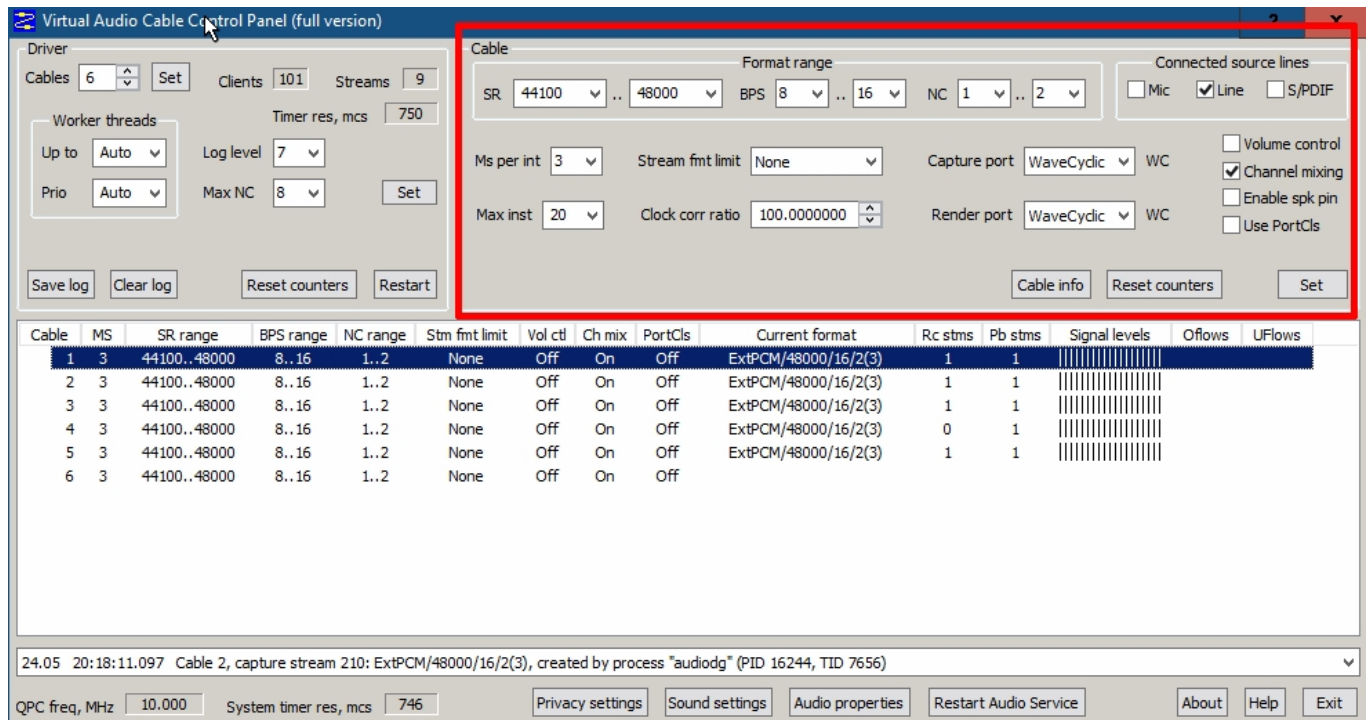 Virtual Audio Cable Control Panel (full version)
Driver
Cables 6 Set Clients 101 Streams 9
Timer res, mcs 750
Worker threads
Up to Auto Log level 7
Prio Auto Max NC 8 Set
Save log Clear log Reset counters Restart
Cable
Format range
SR 44100 .. 48000 BPS 8 .. 16 NC 1 .. 2
Connected source lines
Mic Line S/PDIF
Ms per int 3 Stream fmt limit None Capture port WaveCyclic WC
Max inst 20 Clock corr ratio 100.0000000 Render port WaveCyclic WC
Volume control
Channel mixing
Enable spk pin
Use PortCls
Cable info Reset counters Set
Cable MS SR range BPS range NC range Stm fmt limit Vol ctl Ch mix PortCls Current format Rc stms Pb stms Signal levels Oflows UFlows
1 3 44100..48000 8..16 1..2 None Off On Off ExtPCM/48000/16/2(3) 1 1
2 3 44100..48000 8..16 1..2 None Off On Off ExtPCM/48000/16/2(3) 1 1
3 3 44100..48000 8..16 1..2 None Off On Off ExtPCM/48000/16/2(3) 1 1
4 3 44100..48000 8..16 1..2 None Off On Off ExtPCM/48000/16/2(3) 0 1
5 3 44100..48000 8..16 1..2 None Off On Off ExtPCM/48000/16/2(3) 1 1
6 3 44100..48000 8..16 1..2 None Off On Off
24.05 20:18:11.097 Cable 2, capture stream 210: ExtPCM/48000/16/2(3), created by process "audiodg" (PID 16244, TID 7656)
QPC freq, MHz 10.000 System timer res, mcs 746 Privacy settings Sound settings Audio properties Restart Audio Service About Help Exit